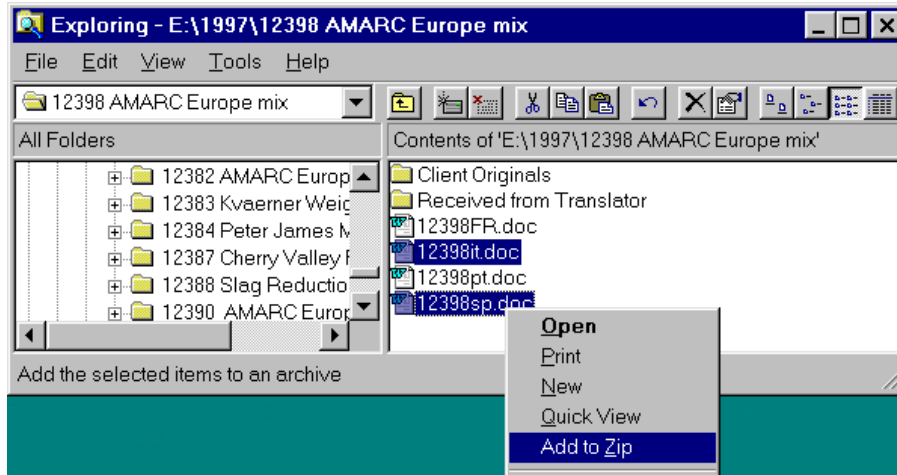 Exploring - E:\1997\12398 AMARC Europe mix
File Edit View Tools Help
12398 AMARC Europe mix
All Folders
Contents of 'E:\1997\12398 AMARC Europe mix'
12382 AMARC Europ
12383 Kvaerner Weig
12384 Peter James
12387 Cherry Valley
12388 Slag Reductio
12390 AMARC Europ
Client Originals
Received from Translator
12398FR.doc
12398it.doc
12398pt.doc
12398sp.doc
Open
Print
New
Quick View
Add to Zip
Add the selected items to an archive